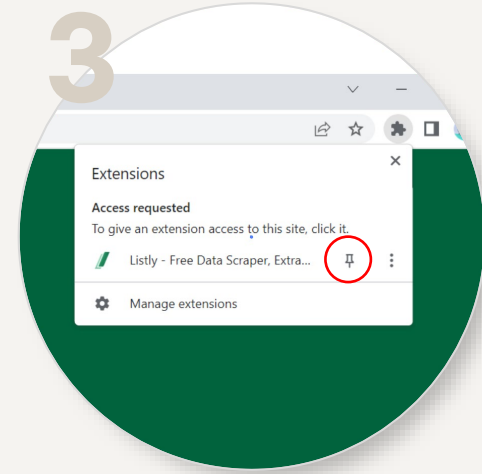 3
Extensions
Access requested
To give an extension access to this site, click it.
Listly - Free Data Scraper, Extra...
Manage extensions